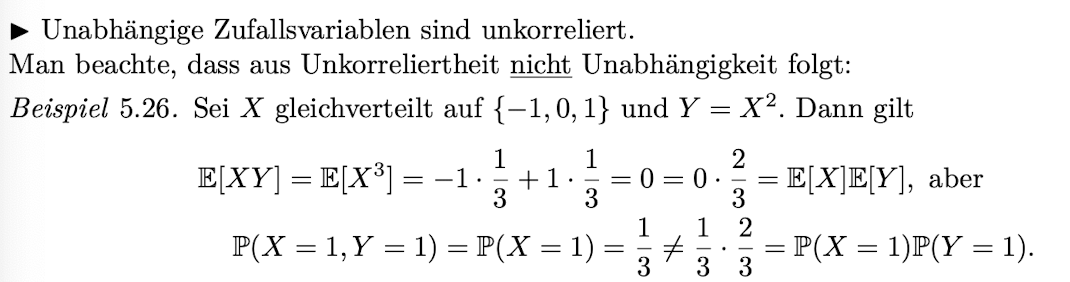 ▶ Unabhängige Zufallsvariablen sind unkorreliert.
Man beachte, dass aus Unkorreliertheit nicht Unabhängigkeit folgt:
Beispiel 5.26. Sei X gleichverteilt auf {−1, 0, 1} und Y = X². Dann gilt
𝔼[XY] = 𝔼[X³] = −1 · 1/3 + 1 · 1/3 = 0 = 0 · 2/3 = 𝔼[X]𝔼[Y], aber
ℙ(X = 1, Y = 1) = ℙ(X = 1) = 1/3 ≠ 1/3 · 2/3 = ℙ(X = 1)ℙ(Y = 1).